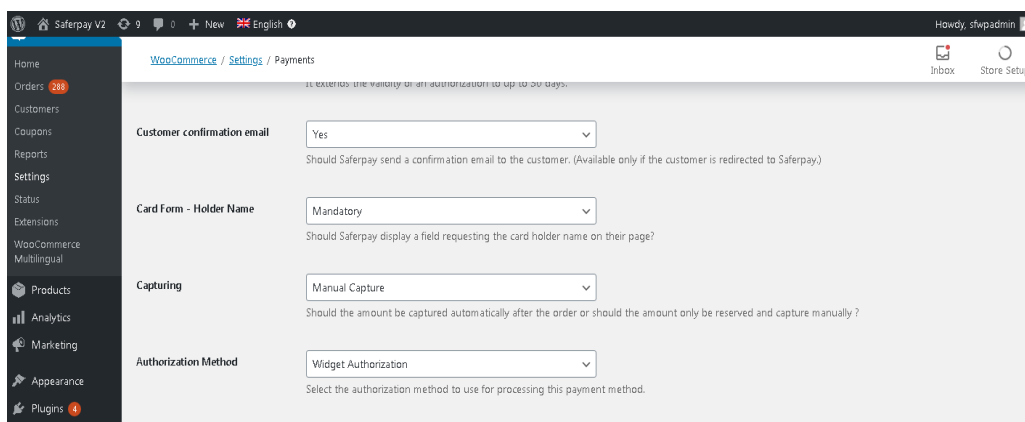 Saferpay V2 9 0 New English Howdy, sfwpadmin
WooCommerce / Settings / Payments
Inbox
Store Setu
Home
Orders 288
Customers
Coupons
Reports
Settings
Status
Extensions
WooCommerce
Multilingual
Products
Analytics
Marketing
Appearance
Plugins 4
It extends the validity of an authorization to up to 30 days.
Customer confirmation email
Yes
Should Saferpay send a confirmation email to the customer. (Available only if the customer is redirected to Saferpay.)
Card Form - Holder Name
Mandatory
Should Saferpay display a field requesting the card holder name on their page?
Capturing
Manual Capture
Should the amount be captured automatically after the order or should the amount only be reserved and capture manually ?
Authorization Method
Widget Authorization
Select the authorization method to use for processing this payment method.